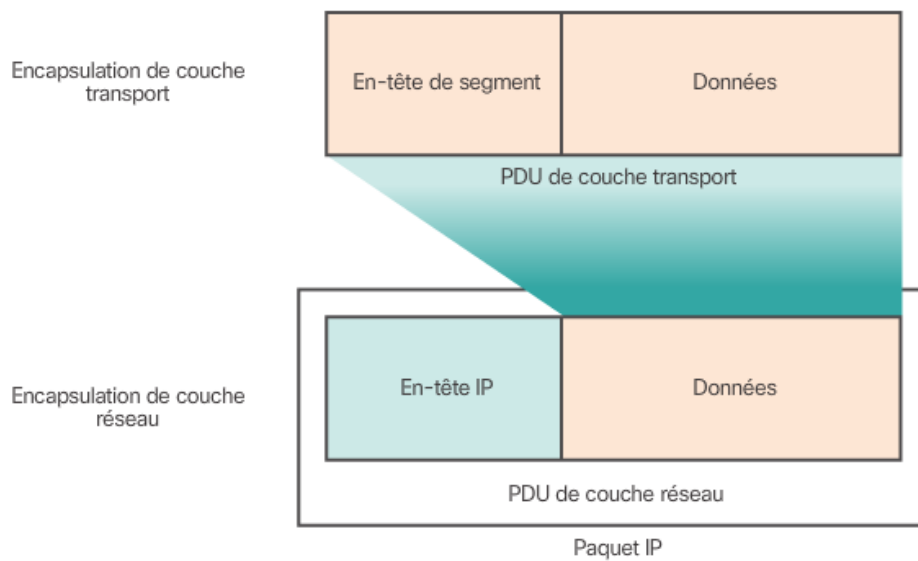 Encapsulation de couche
transport
En-tête de segment
Données
PDU de couche transport
Encapsulation de couche
réseau
En-tête IP
Données
PDU de couche réseau
Paquet IP